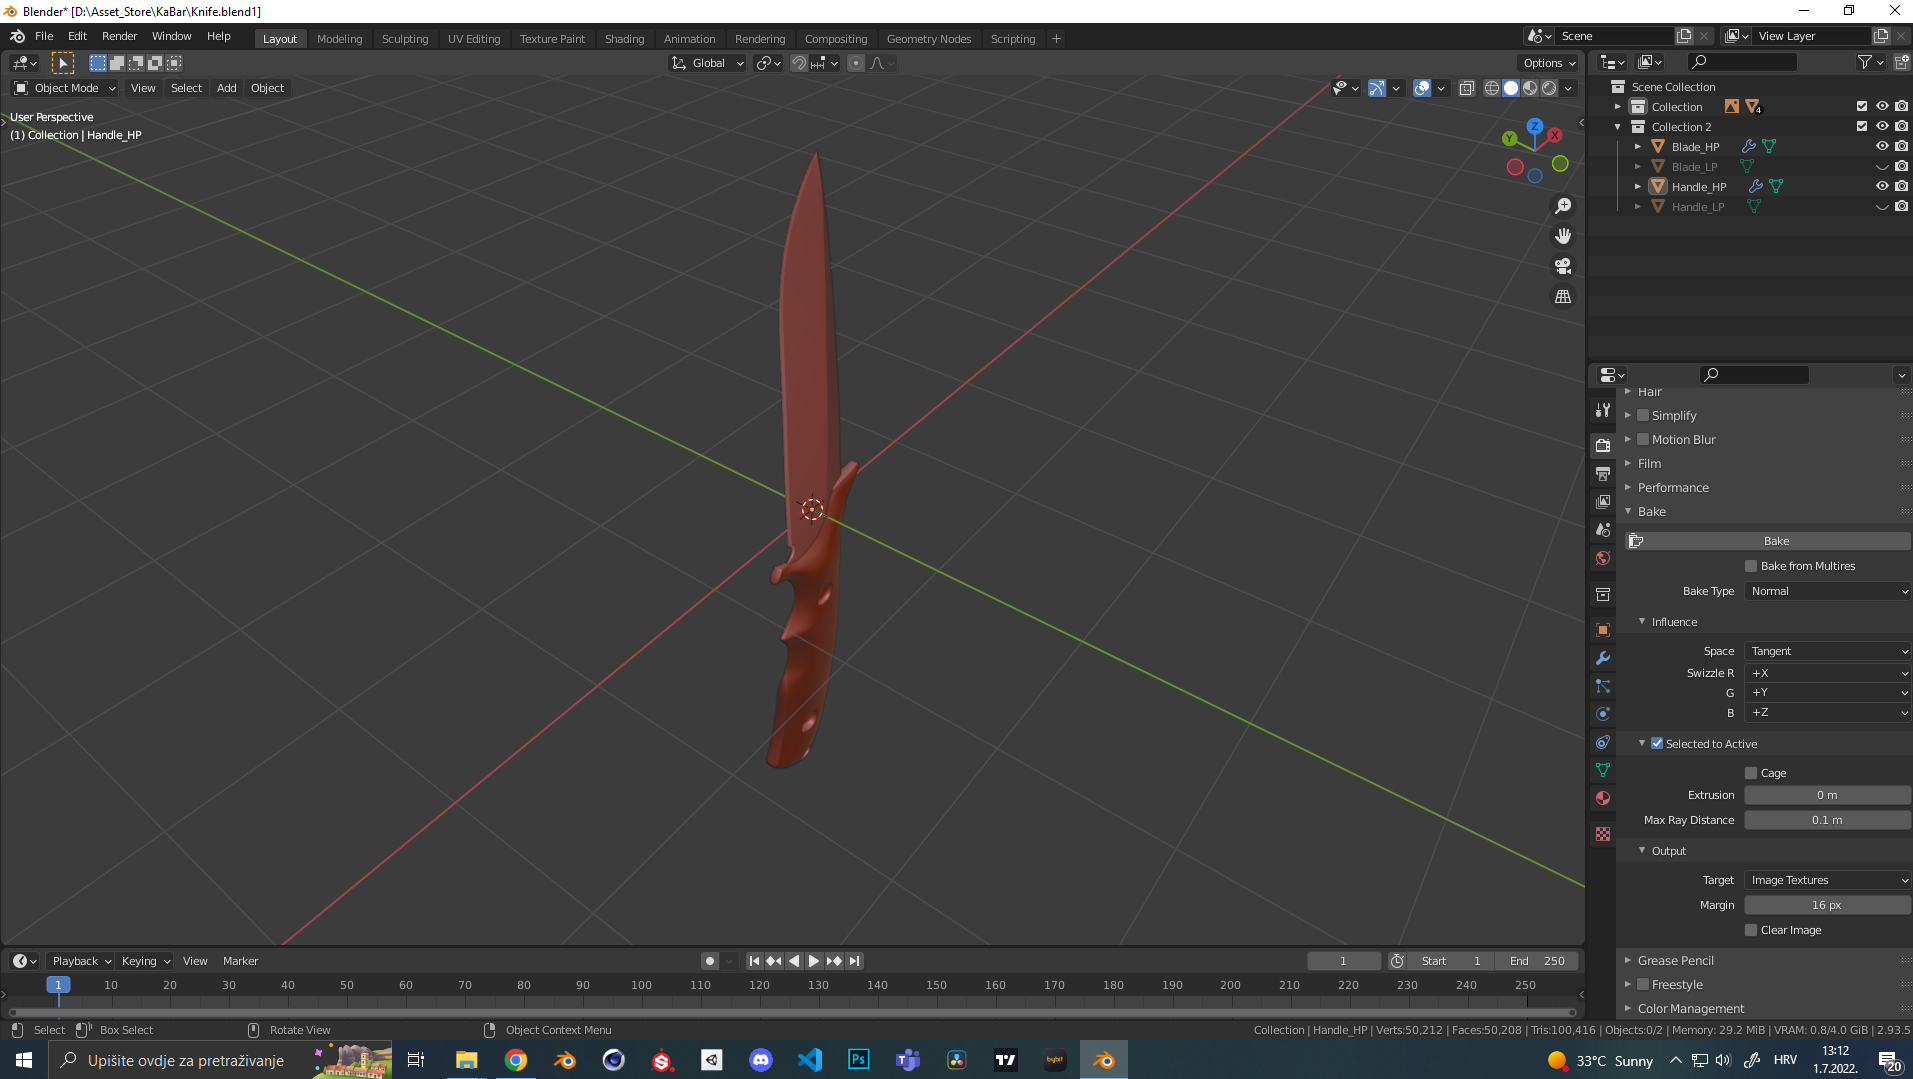 Blender* [D:\Asset_Store\KaBar\Knife.blend1]
File Edit Render Window Help
Layout Modeling Sculpting UV Editing Texture Paint Shading Animation Rendering Compositing Geometry Nodes Scripting +
Scene
View Layer
Global
Options
Object Mode View Select Add Object
User Perspective
(1) Collection | Handle_HP
Z
Y
X
Scene Collection
Collection 4
Collection 2
Blade_HP
Blade_LP
Handle_HP
Handle_LP
Hair
Simplify
Motion Blur
Film
Performance
Bake
Bake
Bake from Multires
Bake Type Normal
Influence
Space Tangent
Swizzle R +X
G +Y
B +Z
Selected to Active
Cage
Extrusion 0 m
Max Ray Distance 0.1 m
Output
Target Image Textures
Margin 16 px
Clear Image
Grease Pencil
Freestyle
Color Management
Playback Keying View Marker
1 Start 1 End 250
1 10 20 30 40 50 60 70 80 90 100 110 120 130 140 150 160 170 180 190 200 210 220 230 240 250
Select Box Select Rotate View Object Context Menu
Collection | Handle_HP | Verts:50,212 | Faces:50,208 | Tris:100,416 | Objects:0/2 | Memory: 29.2 MiB | VRAM: 0.8/4.0 GiB | 2.93.5
Upišite ovdje za pretraživanje
Ps
bybit
33°C Sunny
HRV
13:12
1.7.2022.
20